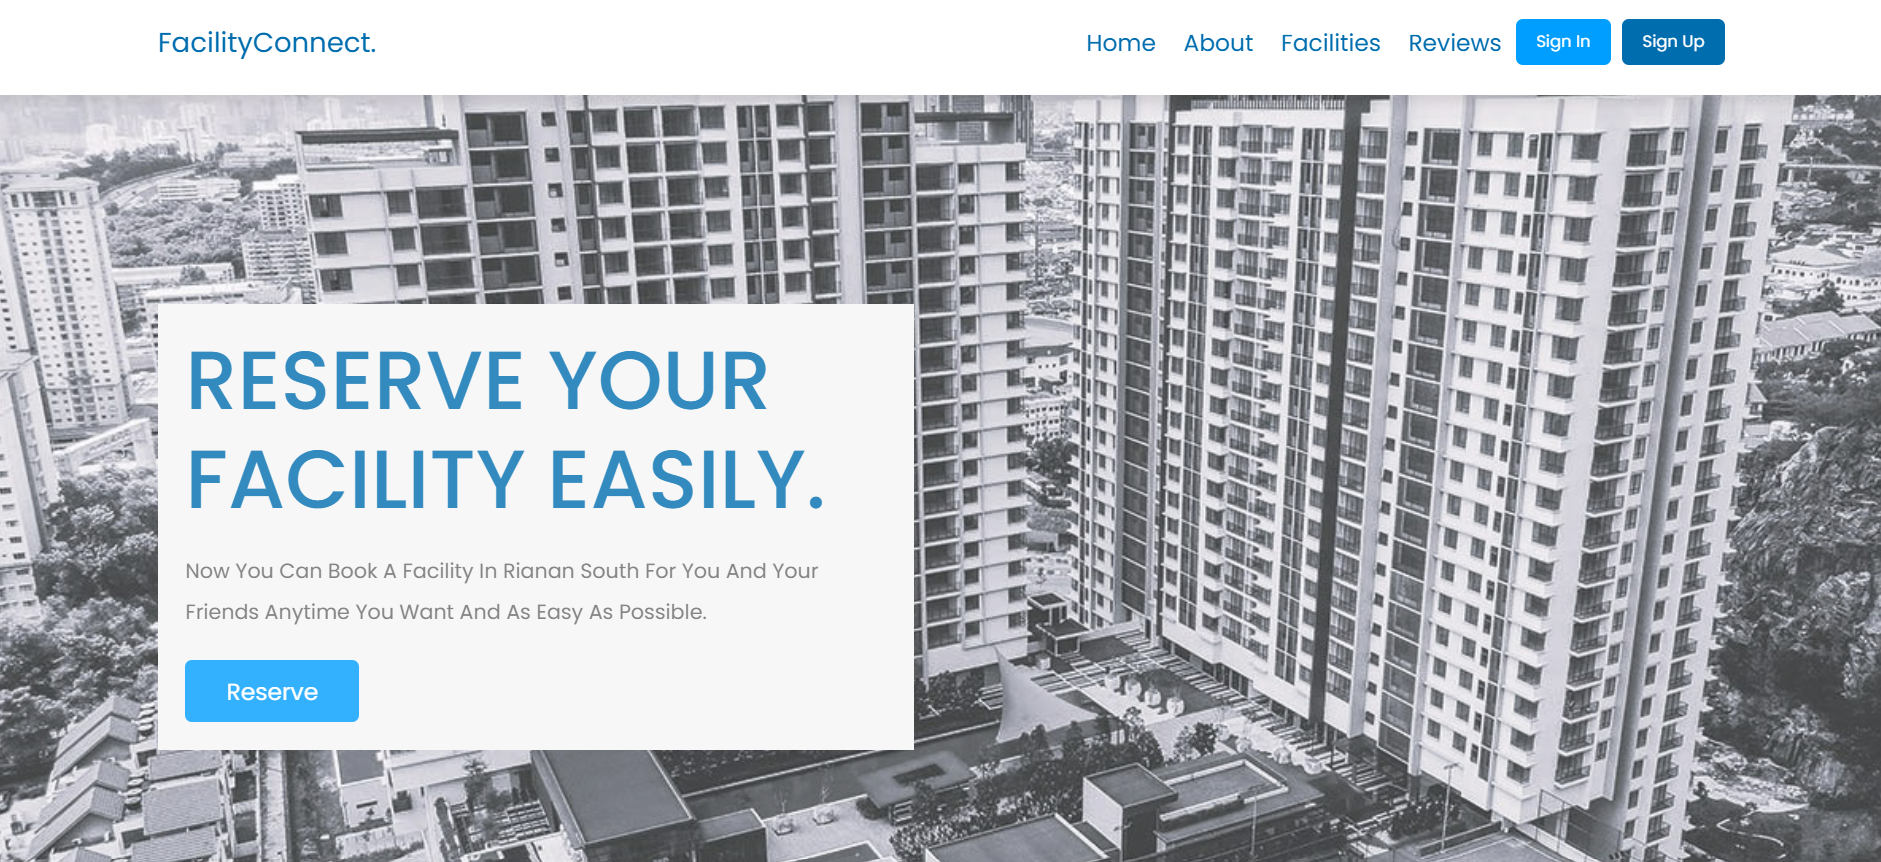 FacilityConnect.
Home About Facilities Reviews Sign In Sign Up
RESERVE YOUR
FACILITY EASILY.
Now You Can Book A Facility In Rianan South For You And Your
Friends Anytime You Want And As Easy As Possible.
Reserve